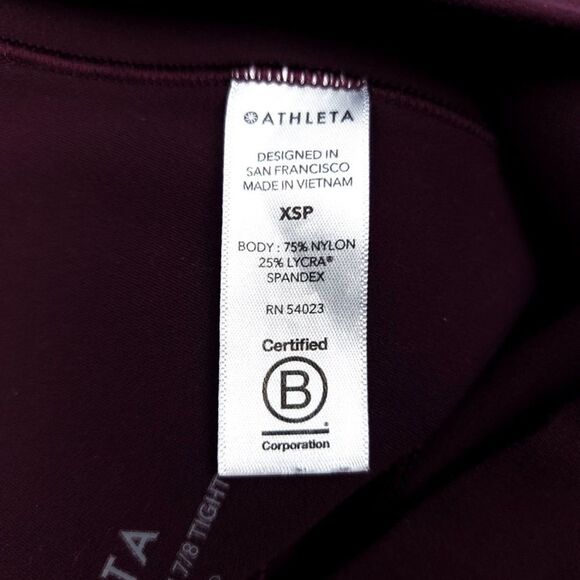 ATHLETA
DESIGNED IN
SAN FRANCISCO
MADE IN VIETNAM
XSP
BODY : 75% NYLON
25% LYCRA®
SPANDEX
RN 54023
Certified
B
Corporation
7/8 TIGHT